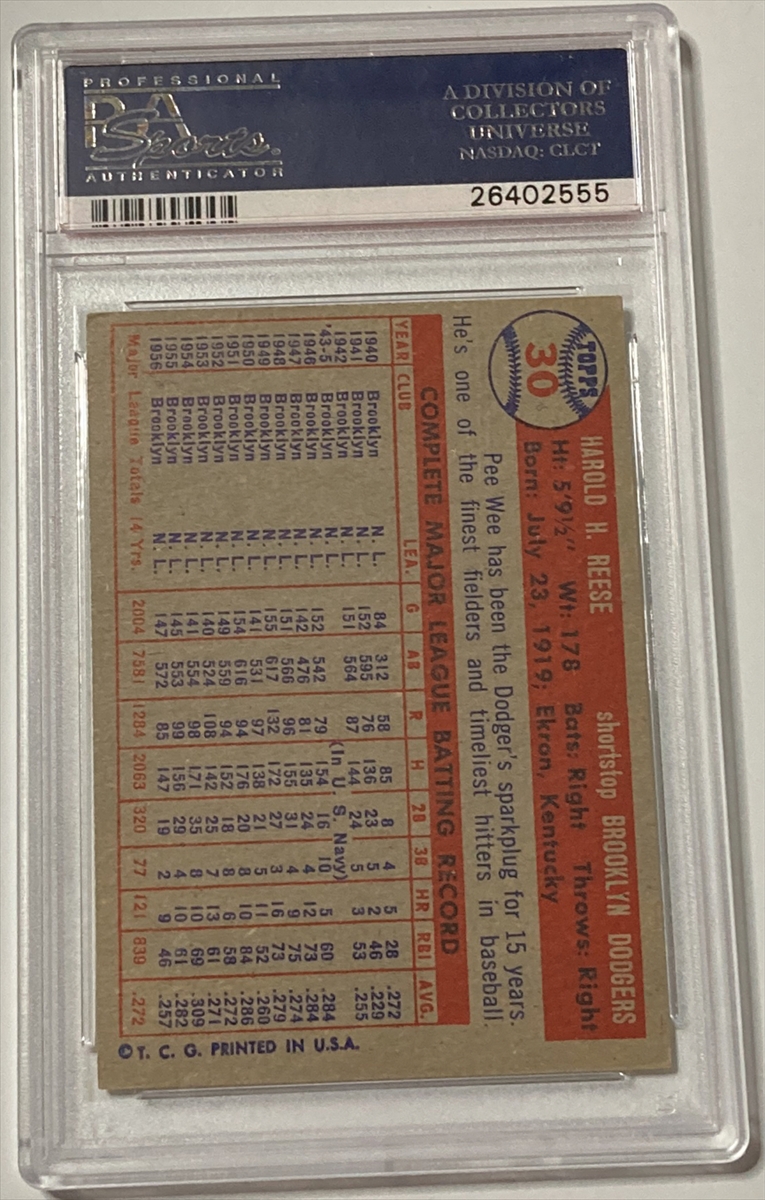 PROFESSIONAL
PSA
Sports
AUTHENTICATOR
A DIVISION OF
COLLECTORS
UNIVERSE
NASDAQ: CLCT
26402555
TOPPS
30
HAROLD H. REESE shortstop BROOKLYN DODGERS
Ht: 5'9½" Wt: 178 Bats: Right Throws: Right
Born: July 23, 1919; Ekron, Kentucky
Pee Wee has been the Dodger's sparkplug for 15 years.
He's one of the finest fielders and timeliest hitters in baseball.
COMPLETE MAJOR LEAGUE BATTING RECORD
YEAR CLUB LEA. G AB R H 2B 3B HR RBI AVG.
1940 Brooklyn N. L. 84 312 58 85 8 4 5 28 .272
1941 Brooklyn N. L. 152 595 76 136 23 5 2 46 .229
1942 Brooklyn N. L. 151 564 87 144 24 5 3 53 .255
'43-5 (In U. S. Navy)
1946 Brooklyn N. L. 152 542 79 154 16 10 5 60 .284
1947 Brooklyn N. L. 142 476 81 135 24 4 12 73 .284
1948 Brooklyn N. L. 151 566 96 155 31 4 9 75 .274
1949 Brooklyn N. L. 155 617 132 172 27 3 16 73 .279
1950 Brooklyn N. L. 141 531 97 138 21 5 11 52 .260
1951 Brooklyn N. L. 154 616 94 176 20 8 10 84 .286
1952 Brooklyn N. L. 149 559 94 152 18 8 6 58 .272
1953 Brooklyn N. L. 140 524 108 142 25 7 13 61 .271
1954 Brooklyn N. L. 141 554 98 171 35 8 10 69 .309
1955 Brooklyn N. L. 145 553 99 156 29 4 10 61 .282
1956 Brooklyn N. L. 147 572 85 147 19 2 9 46 .257
Major League Totals 14 Yrs. 2004 7581 1284 2063 320 77 121 839 .272
©T. C. G. PRINTED IN U.S.A.